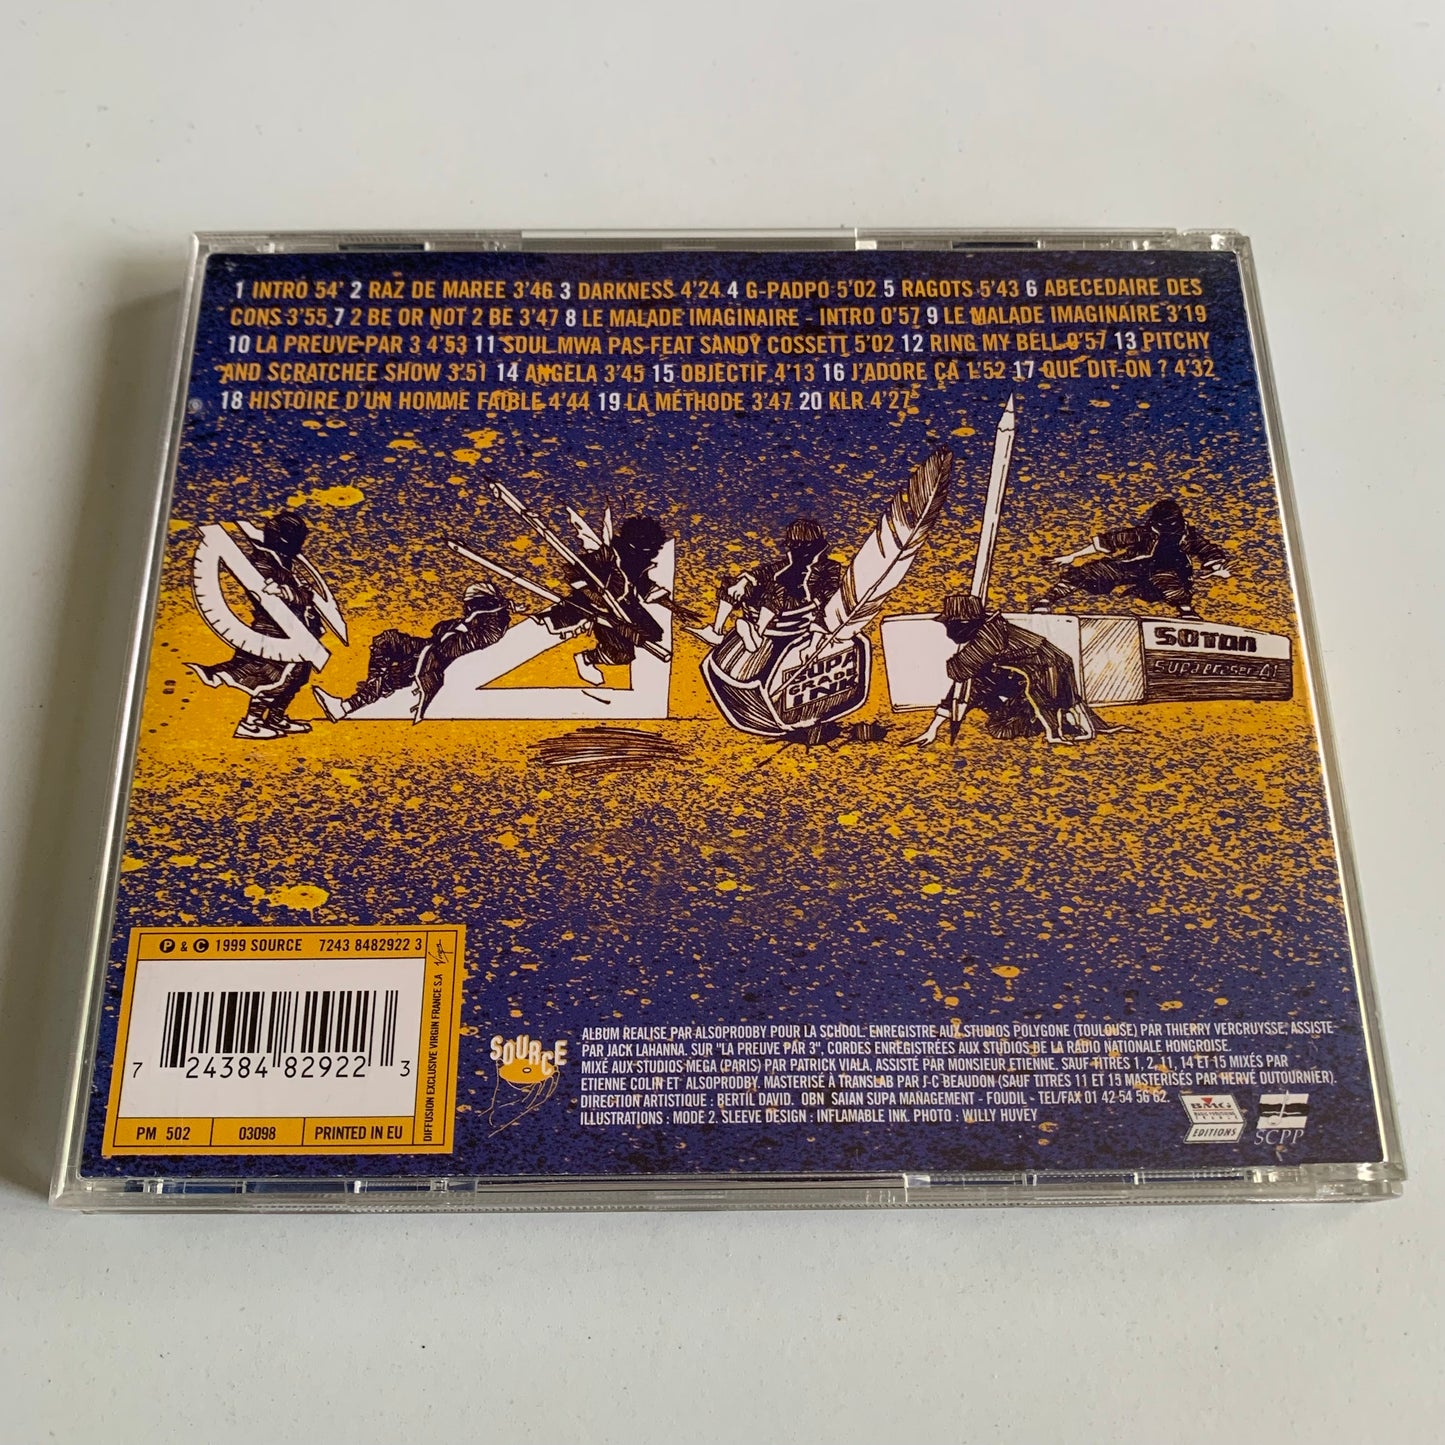 1 INTRO 54' 2 RAZ DE MAREE 3'46 3 DARKNESS 4'24 4 G-PADPO 5'02 5 RAGOTS 5'43 6 ABECEDAIRE DES
CONS 3'55 7 2 BE OR NOT 2 BE 3'47 8 LE MALADE IMAGINAIRE - INTRO 0'57 9 LE MALADE IMAGINAIRE 3'19
10 LA PREUVE PAR 3 4'53 11 SOUL MWA PAS FEAT SANDY COSSETT 5'02 12 RING MY BELL 0'57 13 PITCHY
AND SCRATCHEE SHOW 3'51 14 ANGELA 3'45 15 OBJECTIF 4'13 16 J'ADORE ÇA 1'52 17 QUE DIT-ON ? 4'32
18 HISTOIRE D'UN HOMME FAIBLE 4'44 19 LA MÉTHODE 3'47 20 KLR 4'27
SUPA
GRADE
INK
SATAN
Supa eraser
P & C 1999 SOURCE 7243 8482922 3
7 24384 82922 3
PM 502 03098 PRINTED IN EU
DIFFUSION EXCLUSIVE VIRGIN FRANCE S.A
Virgin
SOURCE
ALBUM REALISE PAR ALSOPRODBY POUR LA SCHOOL. ENREGISTRE AUX STUDIOS POLYGONE (TOULOUSE) PAR THIERRY VERCRUYSSE, ASSISTE
PAR JACK LAHANNA. SUR "LA PREUVE PAR 3", CORDES ENREGISTRÉES AUX STUDIOS DE LA RADIO NATIONALE HONGROISE.
MIXÉ AUX STUDIOS MEGA (PARIS) PAR PATRICK VIALA, ASSISTÉ PAR MONSIEUR ETIENNE. SAUF TITRES 1, 2, 11, 14 ET 15 MIXÉS PAR
ETIENNE COLIN ET ALSOPRODBY. MASTERISÉ À TRANSLAB PAR J-C BEAUDON (SAUF TITRES 11 ET 15 MASTERISÉS PAR HERVÉ DUTOURNIER).
DIRECTION ARTISTIQUE : BERTIL DAVID. OBN SAIAN SUPA MANAGEMENT - FOUDIL - TEL/FAX 01 42 54 56 62.
ILLUSTRATIONS : MODE 2. SLEEVE DESIGN : INFLAMABLE INK. PHOTO : WILLY HUVEY
BMG
EDITIONS
SCPP